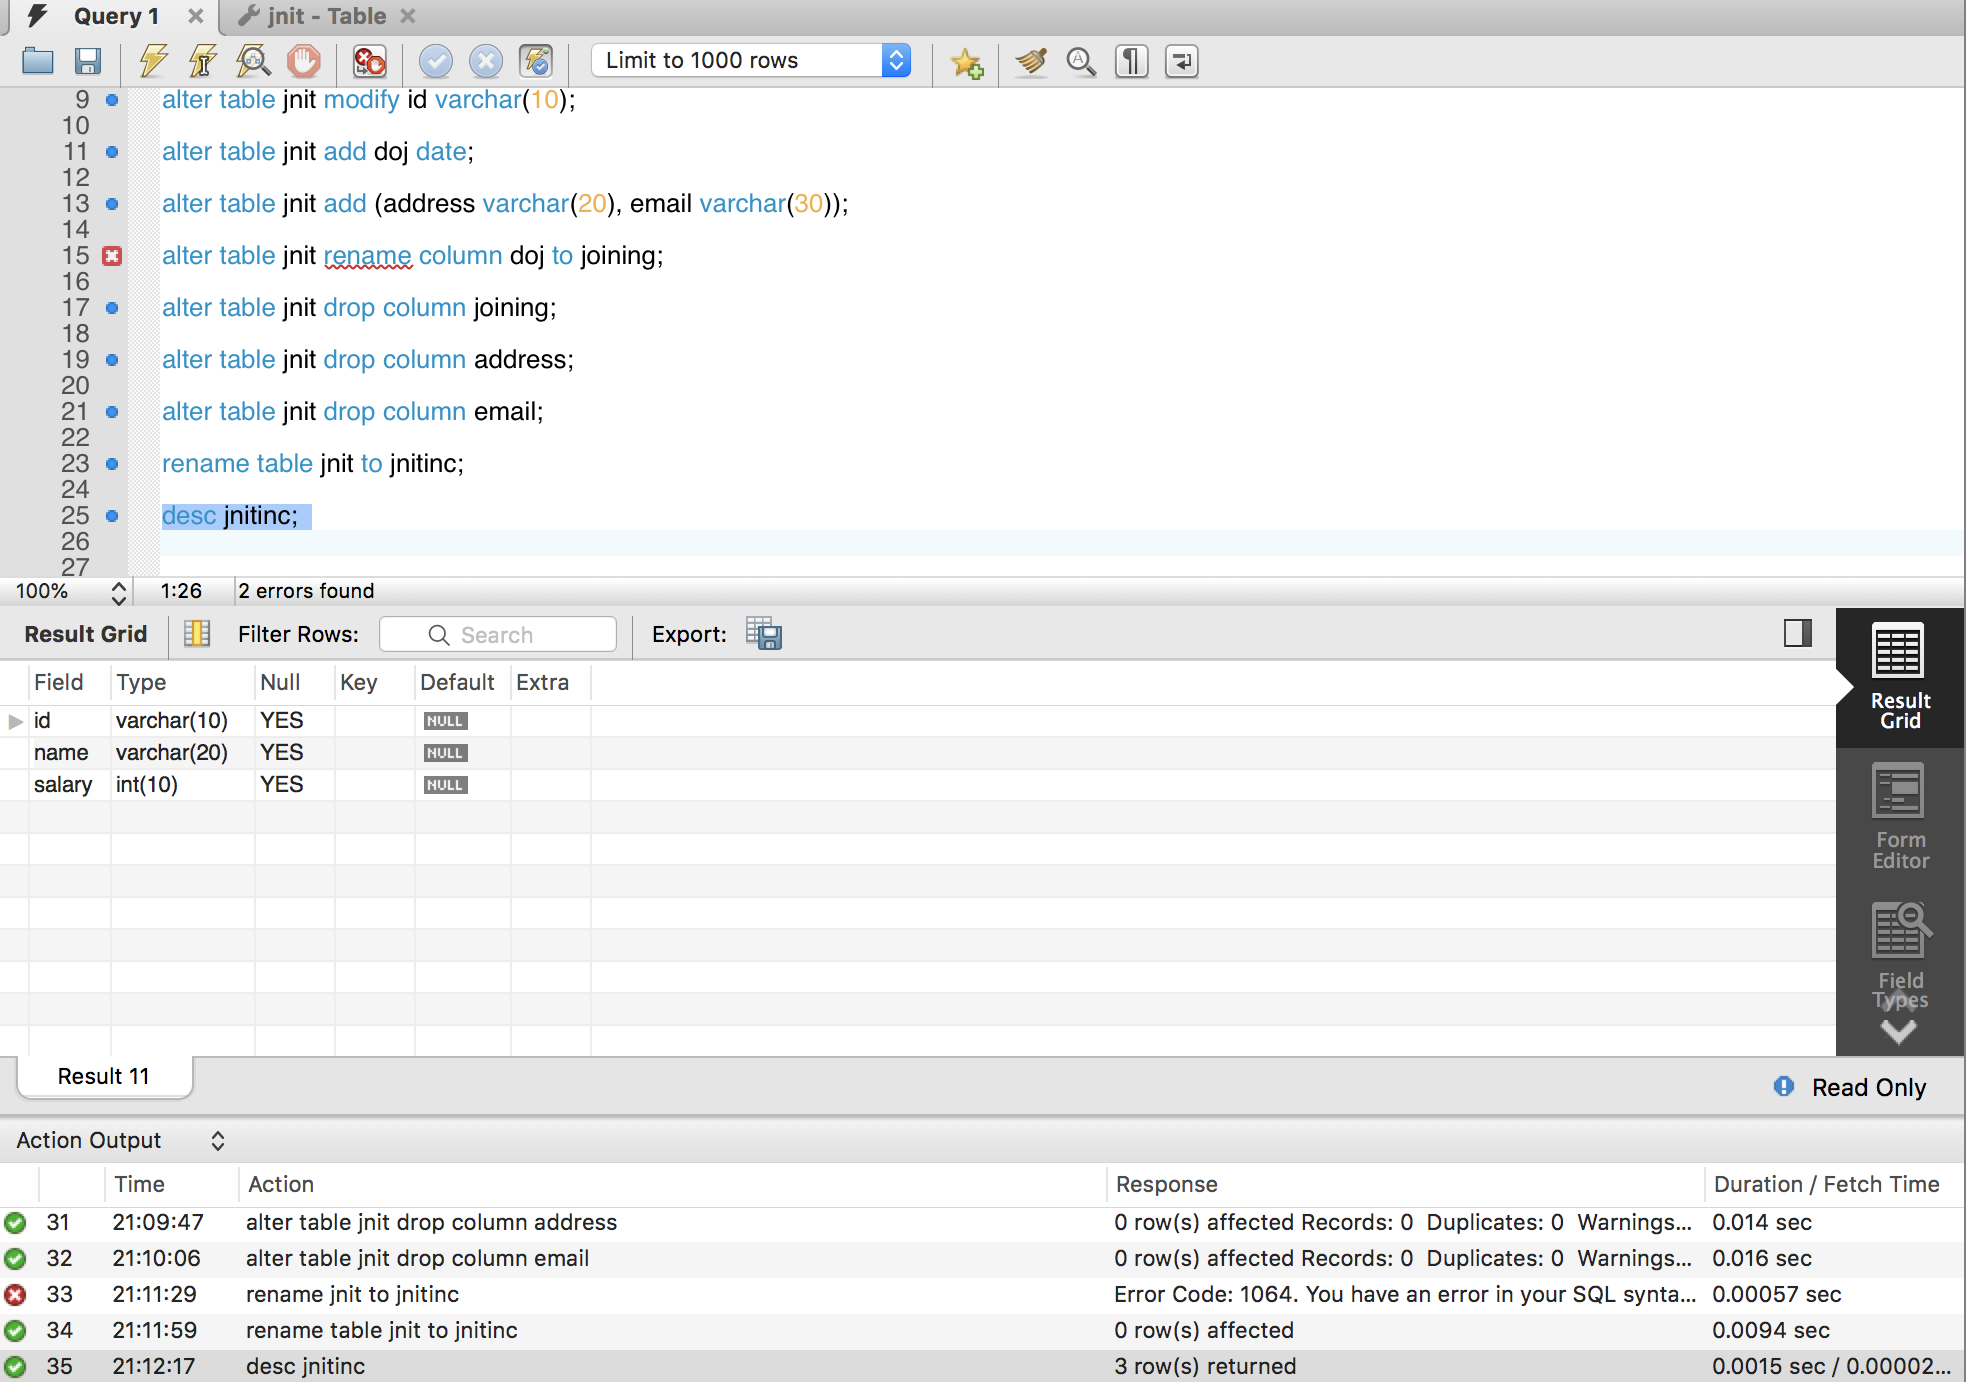 Query 1
jnit - Table
Limit to 1000 rows
9 alter table jnit modify id varchar(10);
10
11 alter table jnit add doj date;
12
13 alter table jnit add (address varchar(20), email varchar(30));
14
15 alter table jnit rename column doj to joining;
16
17 alter table jnit drop column joining;
18
19 alter table jnit drop column address;
20
21 alter table jnit drop column email;
22
23 rename table jnit to jnitinc;
24
25 desc jnitinc;
26
27
100% 1:26 2 errors found
Result Grid Filter Rows: Search Export:
Field Type Null Key Default Extra
id varchar(10) YES NULL
name varchar(20) YES NULL
salary int(10) YES NULL
Result
Grid
Form
Editor
Field
Types
Result 11
Read Only
Action Output
Time Action Response Duration / Fetch Time
31 21:09:47 alter table jnit drop column address 0 row(s) affected Records: 0 Duplicates: 0 Warnings... 0.014 sec
32 21:10:06 alter table jnit drop column email 0 row(s) affected Records: 0 Duplicates: 0 Warnings... 0.016 sec
33 21:11:29 rename jnit to jnitinc Error Code: 1064. You have an error in your SQL synta... 0.00057 sec
34 21:11:59 rename table jnit to jnitinc 0 row(s) affected 0.0094 sec
35 21:12:17 desc jnitinc 3 row(s) returned 0.0015 sec / 0.00002...